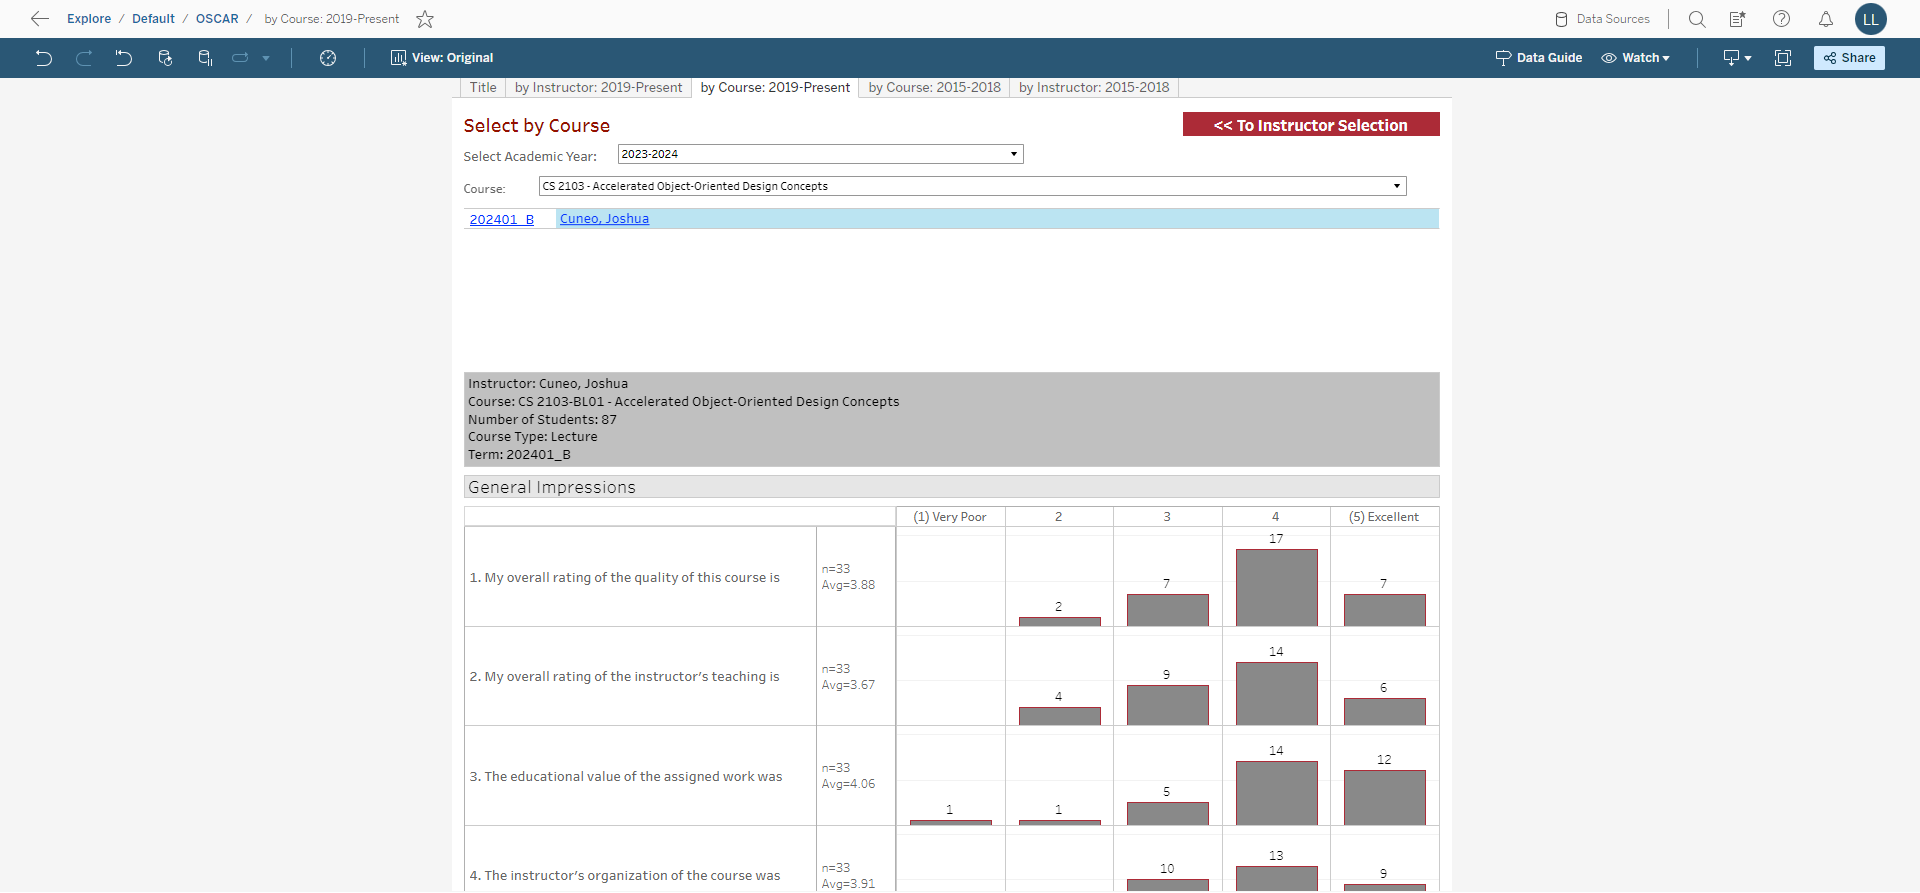 Explore / Default / OSCAR / by Course: 2019-Present
Data Sources
LL
View: Original
Data Guide
Watch
Share
Title
by Instructor: 2019-Present
by Course: 2019-Present
by Course: 2015-2018
by Instructor: 2015-2018
Select by Course
<< To Instructor Selection
Select Academic Year:
2023-2024
Course:
CS 2103 - Accelerated Object-Oriented Design Concepts
202401_B
Cuneo, Joshua
Instructor: Cuneo, Joshua
Course: CS 2103-BL01 - Accelerated Object-Oriented Design Concepts
Number of Students: 87
Course Type: Lecture
Term: 202401_B
General Impressions
(1) Very Poor 2 3 4 (5) Excellent
1. My overall rating of the quality of this course is
n=33
Avg=3.88
2 7 17 7
2. My overall rating of the instructor's teaching is
n=33
Avg=3.67
4 9 14 6
3. The educational value of the assigned work was
n=33
Avg=4.06
1 1 5 14 12
4. The instructor's organization of the course was
n=33
Avg=3.91
10 13 9